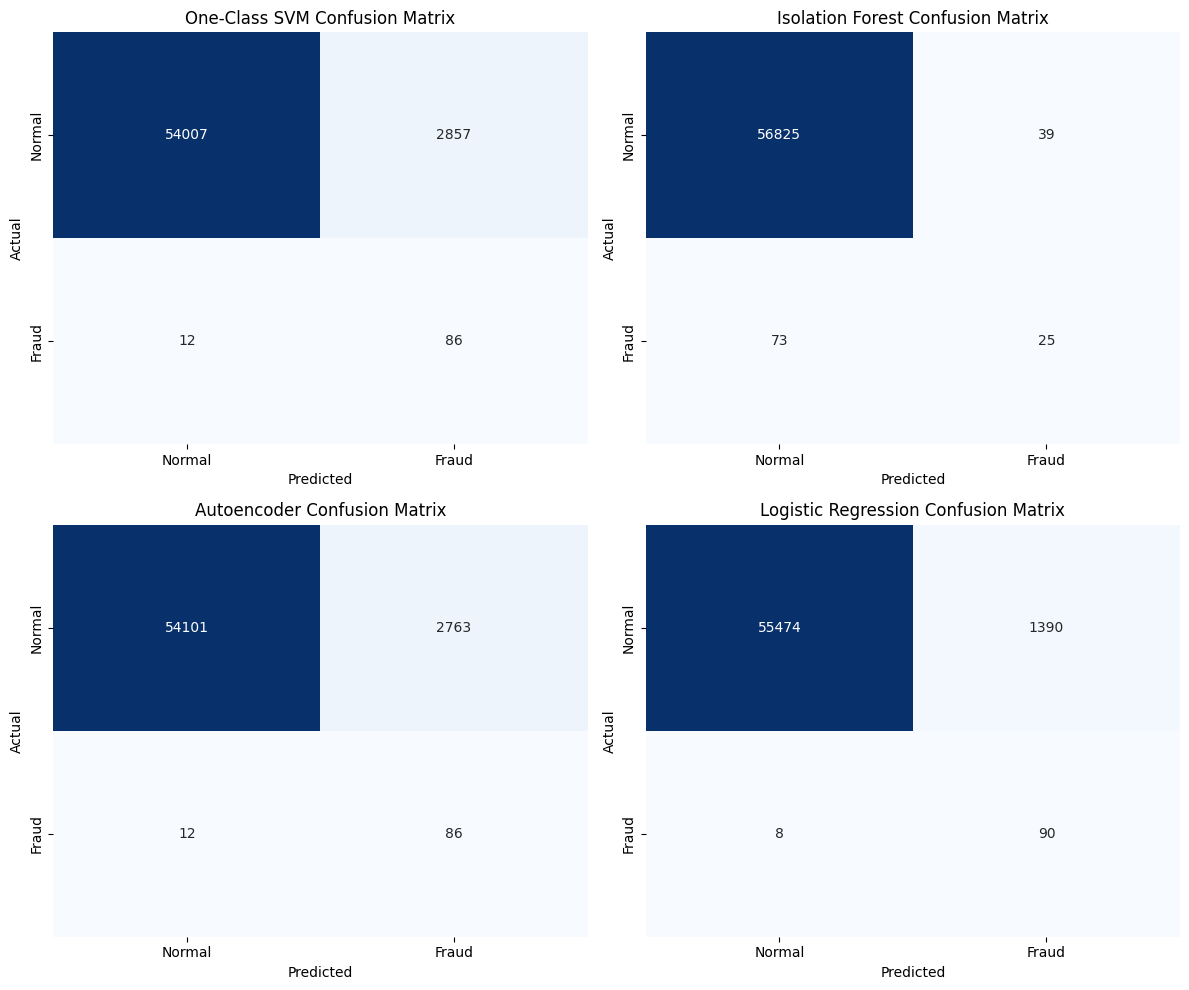 One-Class SVM Confusion Matrix
Normal
54007
2857
Actual
Fraud
12
86
Normal
Fraud
Predicted
Isolation Forest Confusion Matrix
Normal
56825
39
Actual
Fraud
73
25
Normal
Fraud
Predicted
Autoencoder Confusion Matrix
Normal
54101
2763
Actual
Fraud
12
86
Normal
Fraud
Predicted
Logistic Regression Confusion Matrix
Normal
55474
1390
Actual
Fraud
8
90
Normal
Fraud
Predicted